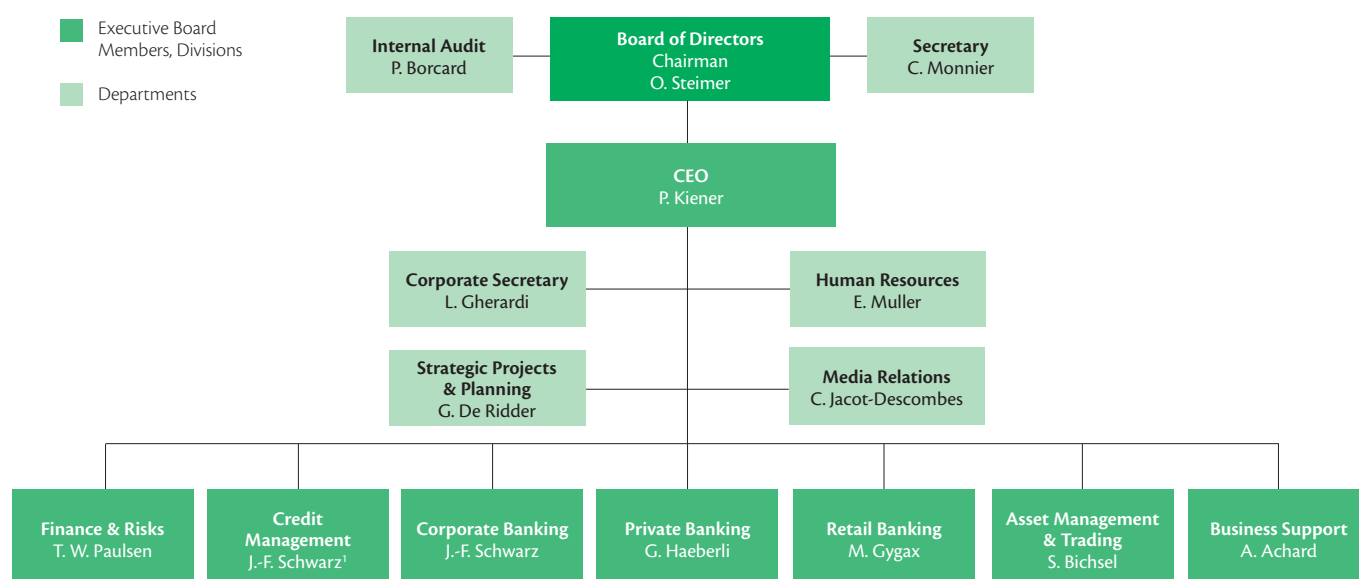 Executive Board
Members, Divisions
Departments
Internal Audit
P. Borcard
Board of Directors
Chairman
O. Steimer
Secretary
C. Monnier
CEO
P. Kiener
Corporate Secretary
L. Gherardi
Human Resources
E. Muller
Strategic Projects
& Planning
G. De Ridder
Media Relations
C. Jacot-Descombes
Finance & Risks
T. W. Paulsen
Credit
Management
J.-F. Schwarz¹
Corporate Banking
J.-F. Schwarz
Private Banking
G. Haeberli
Retail Banking
M. Gygax
Asset Management
& Trading
S. Bichsel
Business Support
A. Achard